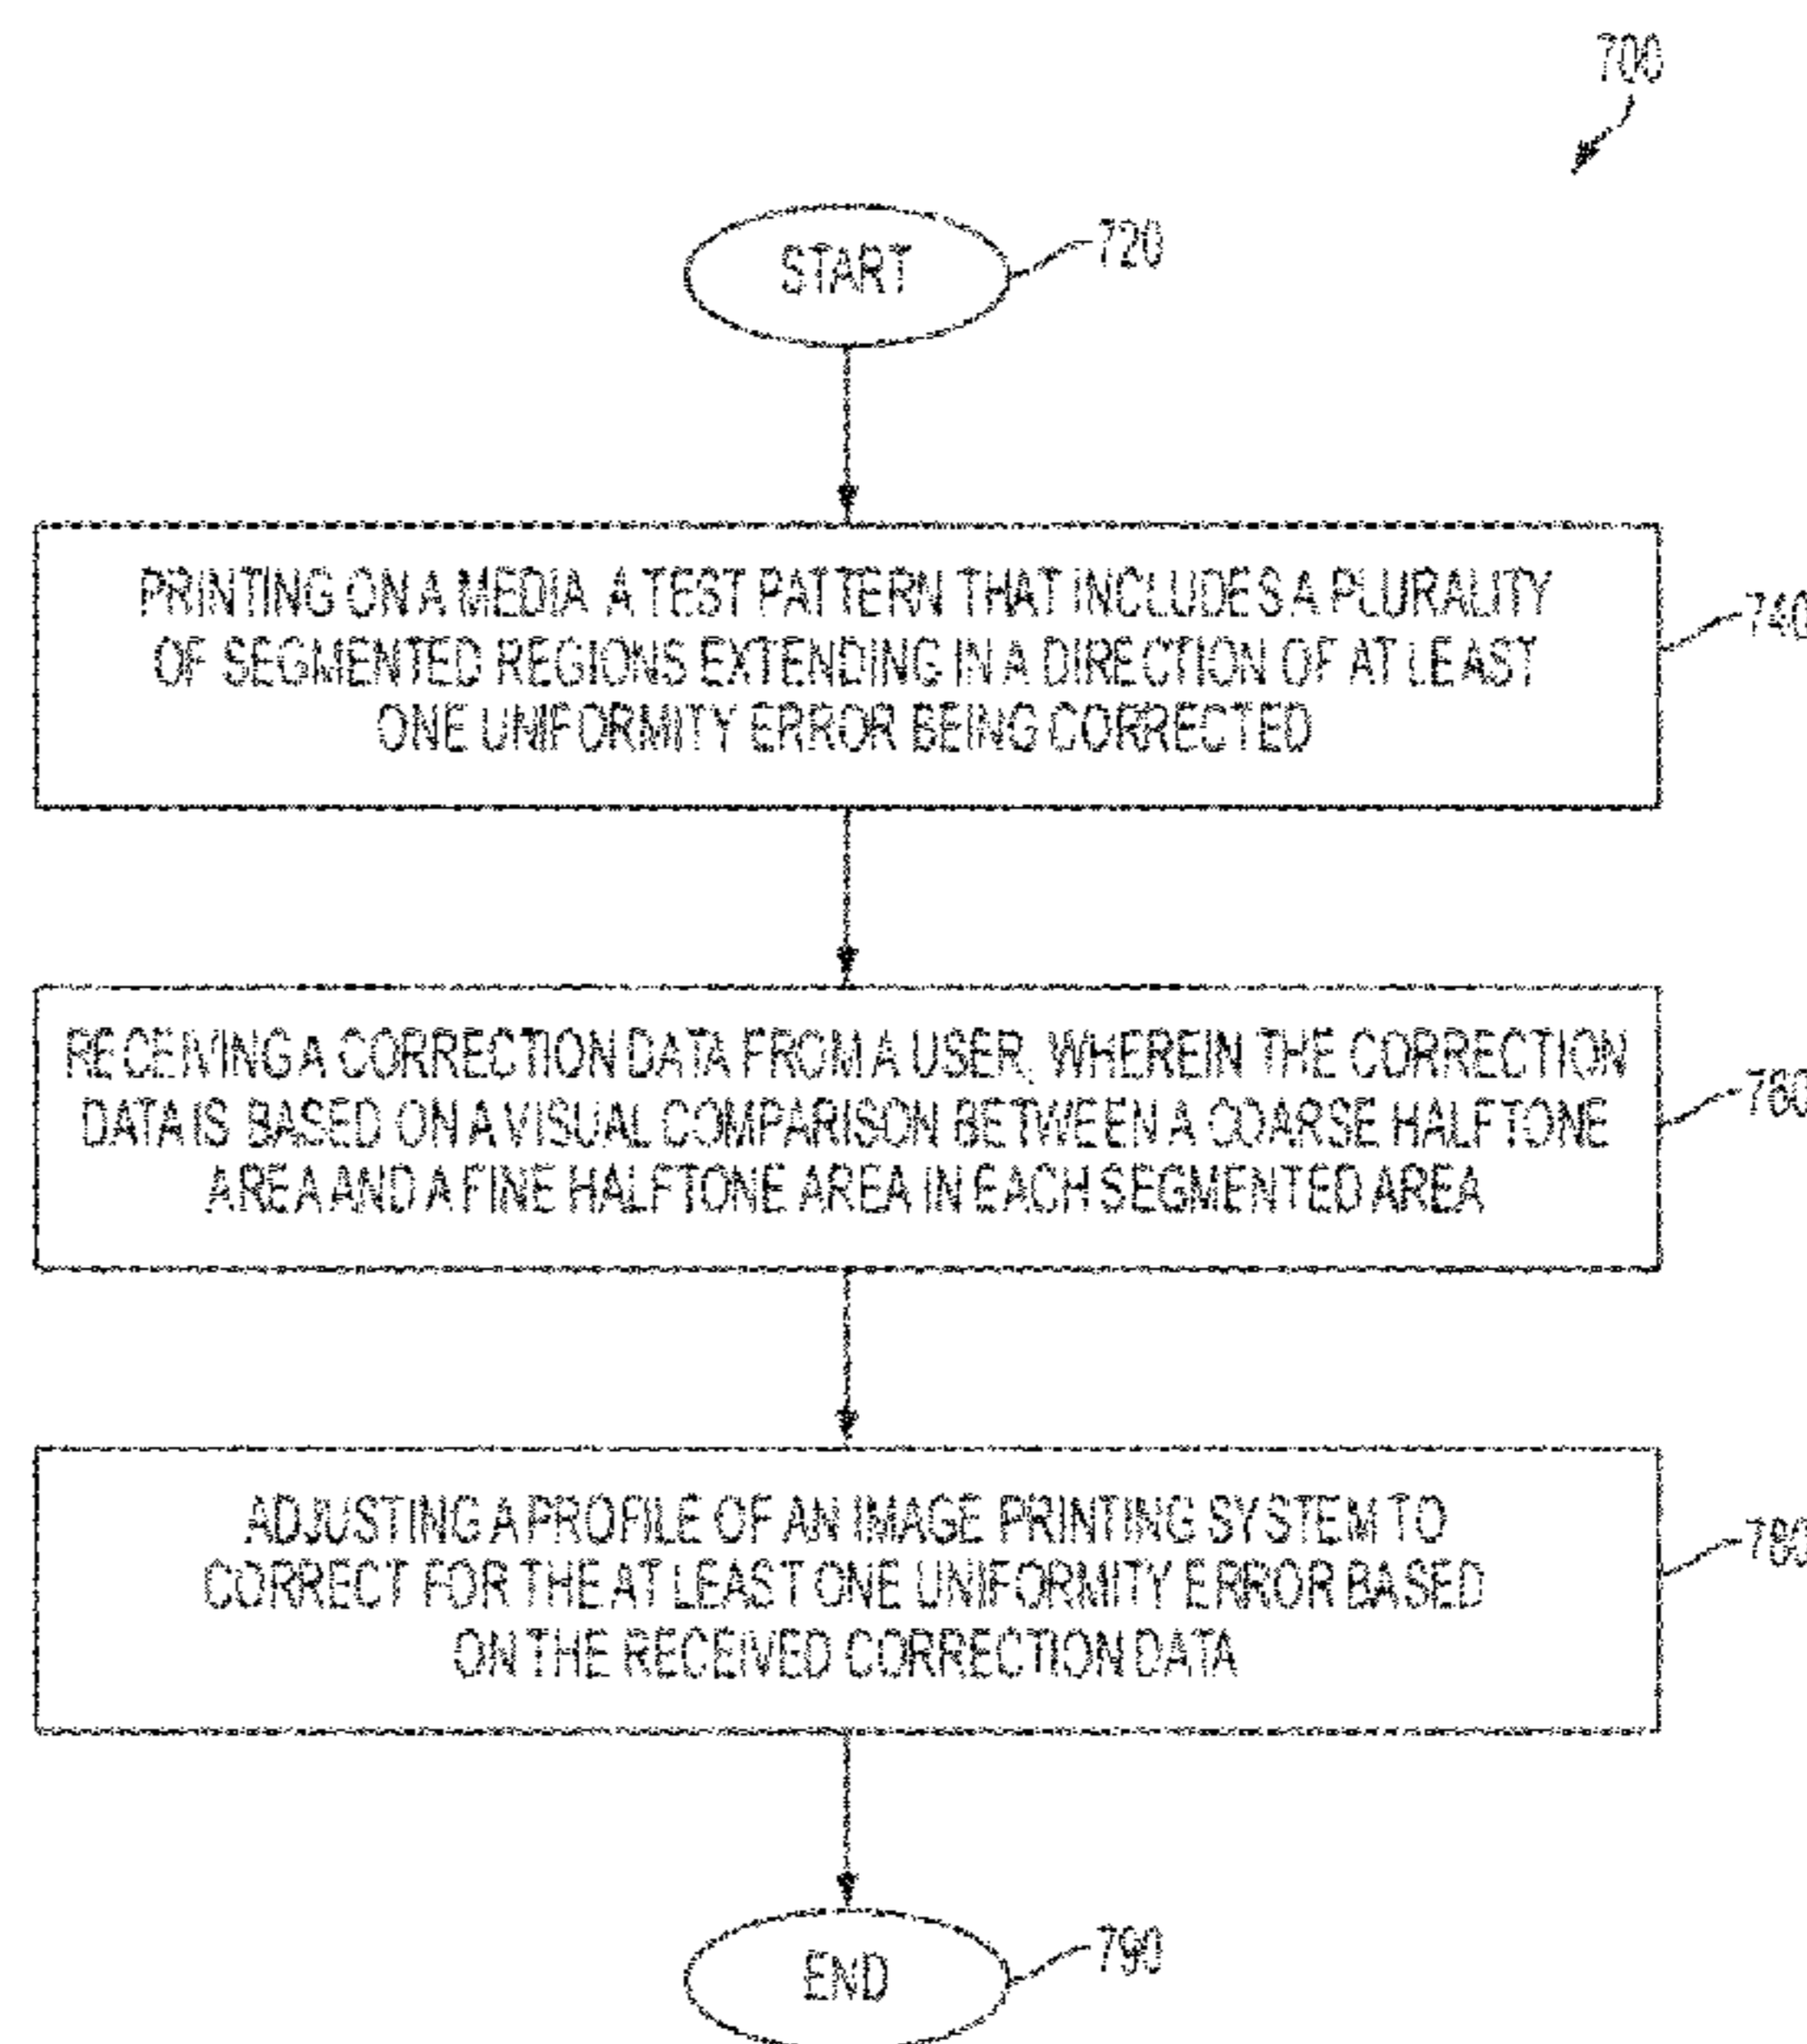 700
START
720
PRINTING ON A MEDIA A TEST PATTERN THAT INCLUDES A PLURALITY
OF SEGMENTED REGIONS EXTENDING IN A DIRECTION OF AT LEAST
ONE UNIFORMITY ERROR BEING CORRECTED
740
RECEIVING A CORRECTION DATA FROM A USER, WHEREIN THE CORRECTION
DATA IS BASED ON A VISUAL COMPARISON BETWEEN A COARSE HALFTONE
AREA AND A FINE HALFTONE AREA IN EACH SEGMENTED AREA
760
ADJUSTING A PROFILE OF AN IMAGE PRINTING SYSTEM TO
CORRECT FOR THE AT LEAST ONE UNIFORMITY ERROR BASED
ON THE RECEIVED CORRECTION DATA
780
END
790